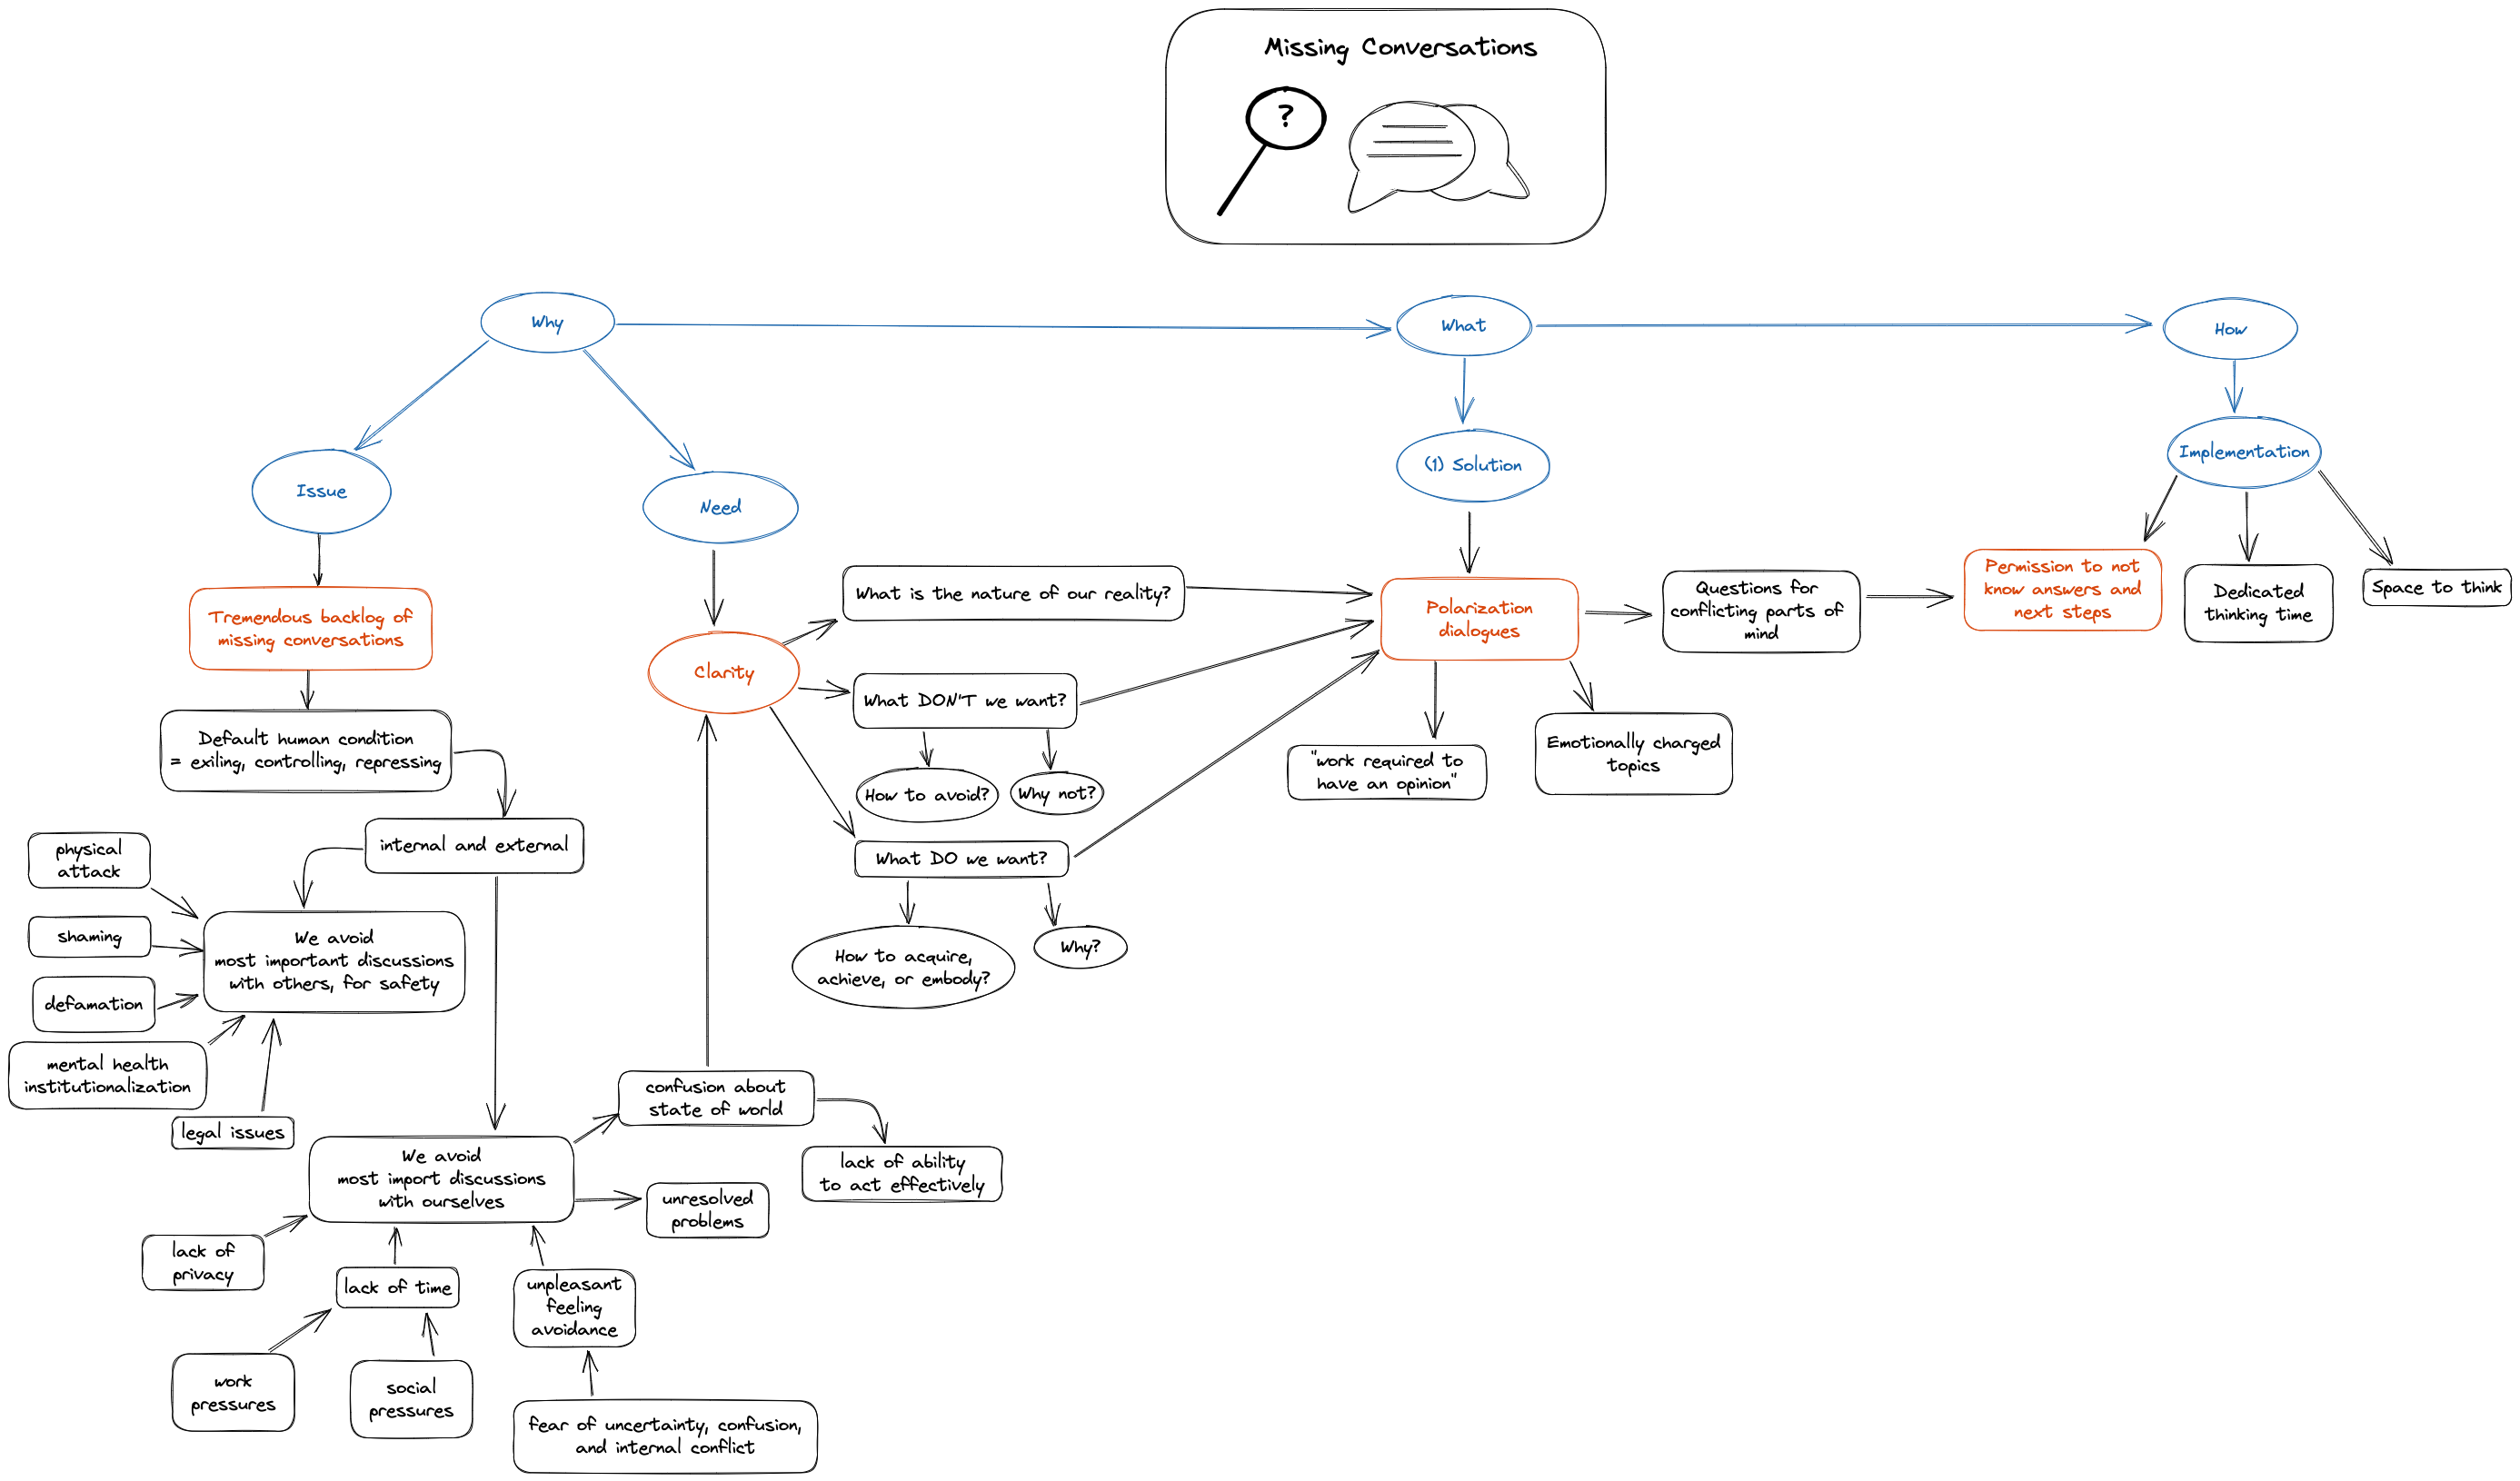 Missing Conversations
?
Why
What
How
Issue
Need
(1) Solution
Implementation
Tremendous backlog of
missing conversations
Default human condition
= exiling, controlling, repressing
internal and external
physical
attack
shaming
defamation
mental health
institutionalization
legal issues
We avoid
most important discussions
with others, for safety
We avoid
most import discussions
with ourselves
lack of
privacy
lack of time
work
pressures
social
pressures
unpleasant
feeling
avoidance
fear of uncertainty, confusion,
and internal conflict
unresolved
problems
confusion about
state of world
lack of ability
to act effectively
Clarity
What is the nature of our reality?
What DON'T we want?
How to avoid?
Why not?
What DO we want?
How to acquire,
achieve, or embody?
Why?
Polarization
dialogues
"work required to
have an opinion"
Emotionally charged
topics
Questions for
conflicting parts of
mind
Permission to not
know answers and
next steps
Dedicated
thinking time
Space to think